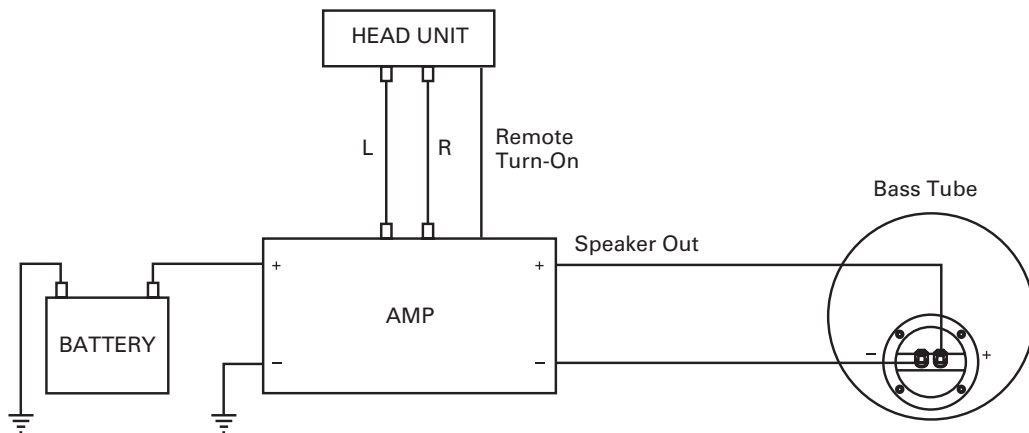 HEAD UNIT
L
R
Remote
Turn-On
Bass Tube
Speaker Out
+
+
AMP
BATTERY
−
−
−
+